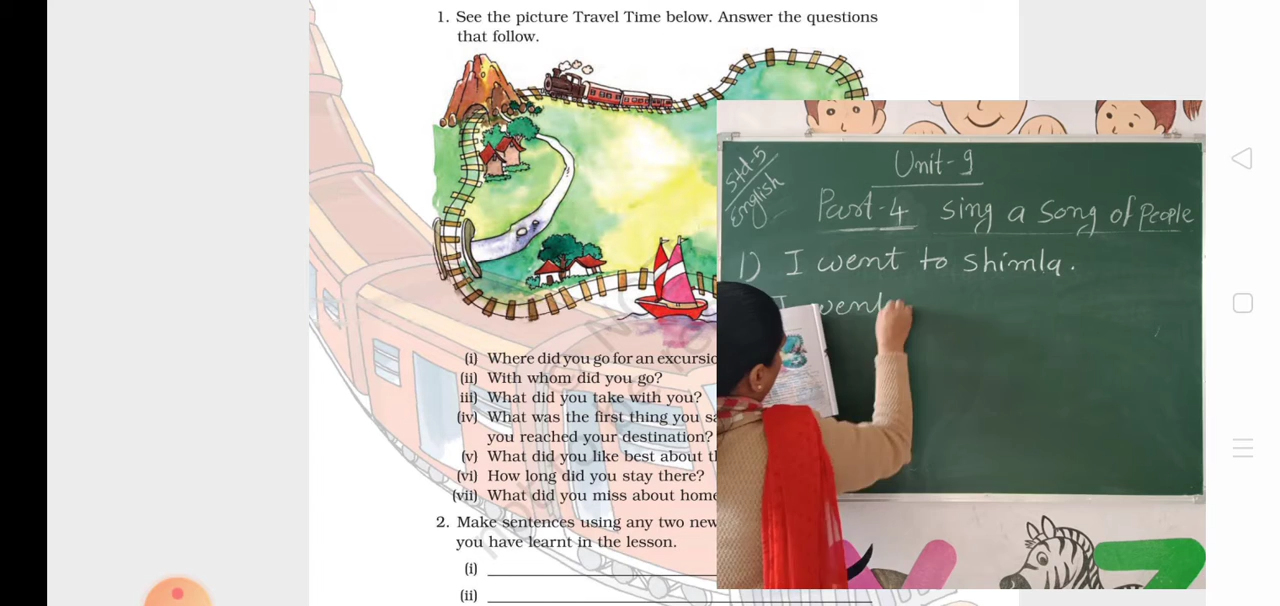 1. See the picture Travel Time below. Answer the questions
that follow.
(i) Where did you go for an excursio
(ii) With whom did you go?
iii) What did you take with you?
(iv) What was the first thing you sa
you reached your destination?
(v) What did you like best about t
(vi) How long did you stay there?
(vii) What did you miss about home
2. Make sentences using any two new
you have learnt in the lesson.
(i)
(ii)
Std-5
English
Unit-9
Part-4 Sing a Song of People
1) I went to Shimla.
I went